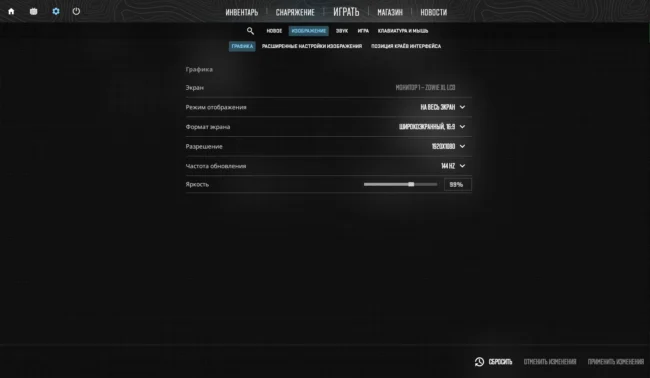 ИНВЕНТАРЬ СНАРЯЖЕНИЕ ИГРАТЬ МАГАЗИН НОВОСТИ
НОВОЕ ИЗОБРАЖЕНИЕ ЗВУК ИГРА КЛАВИАТУРА И МЫШЬ
ГРАФИКА РАСШИРЕННЫЕ НАСТРОЙКИ ИЗОБРАЖЕНИЯ ПОЗИЦИЯ КРАЁВ ИНТЕРФЕЙСА
Графика
Экран МОНИТОР 1 – ZOWIE XL LCD
Режим отображения НА ВЕСЬ ЭКРАН
Формат экрана ШИРОКОЭКРАННЫЙ, 16:9
Разрешение 1920X1080
Частота обновления 144 HZ
Яркость 99%
СБРОСИТЬ ОТМЕНИТЬ ИЗМЕНЕНИЯ ПРИМЕНИТЬ ИЗМЕНЕНИЯ